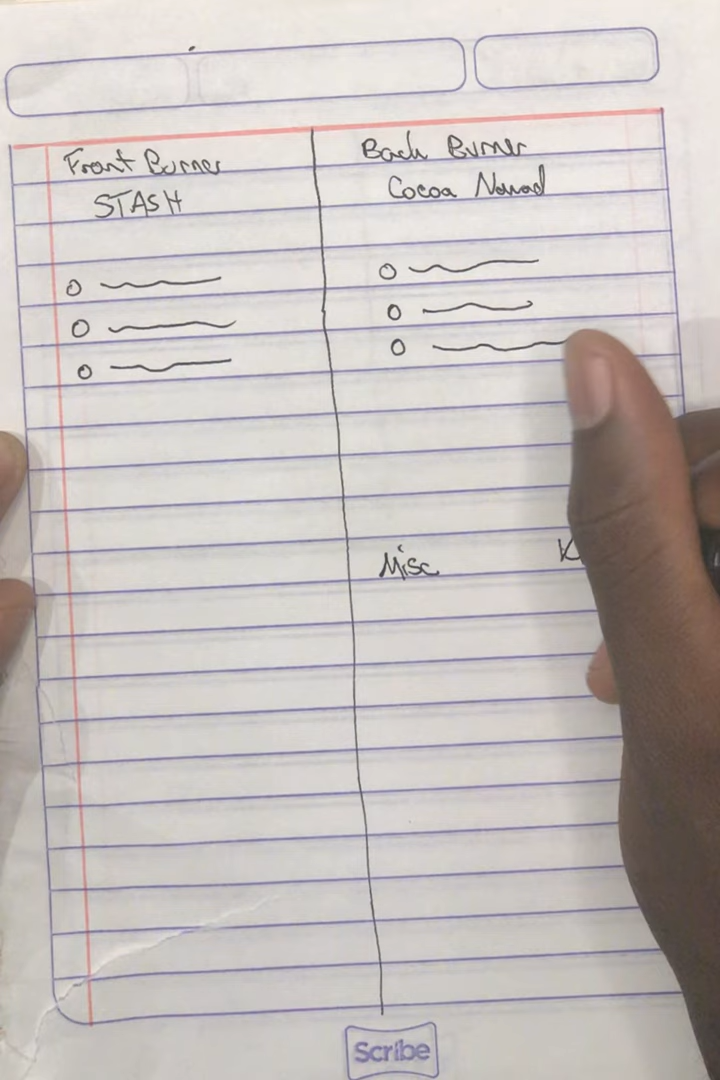 Front Burner
STASH
Back Burner
Cocoa Nomad
Misc
K
Scribe